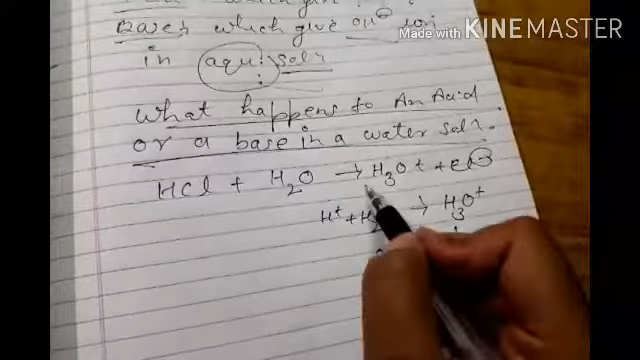 Made with KINEMASTER
Bases which give OH⊖ ion
in aqu. soln
What happens to An Acid
or a base in a water soln.
HCl + H2O → H3O+ + Cl⊖
H+ + H → H3O+